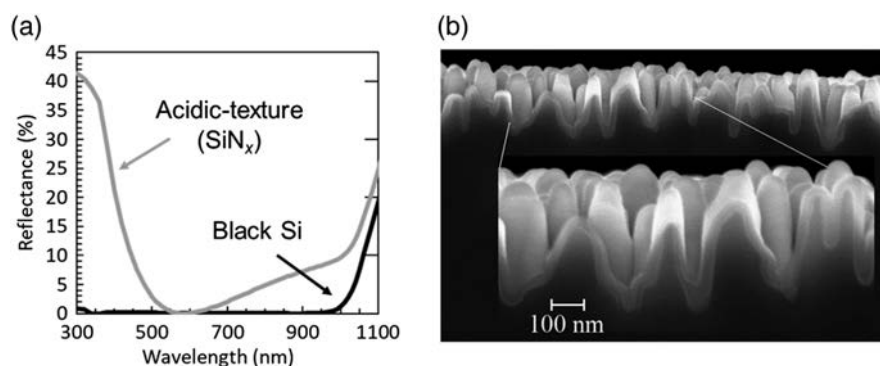 (a)
45
40
35
30
25
20
15
10
5
0
Reflectance (%)
Acidic-texture
(SiNx)
Black Si
300 500 700 900 1100
Wavelength (nm)
(b)
100 nm